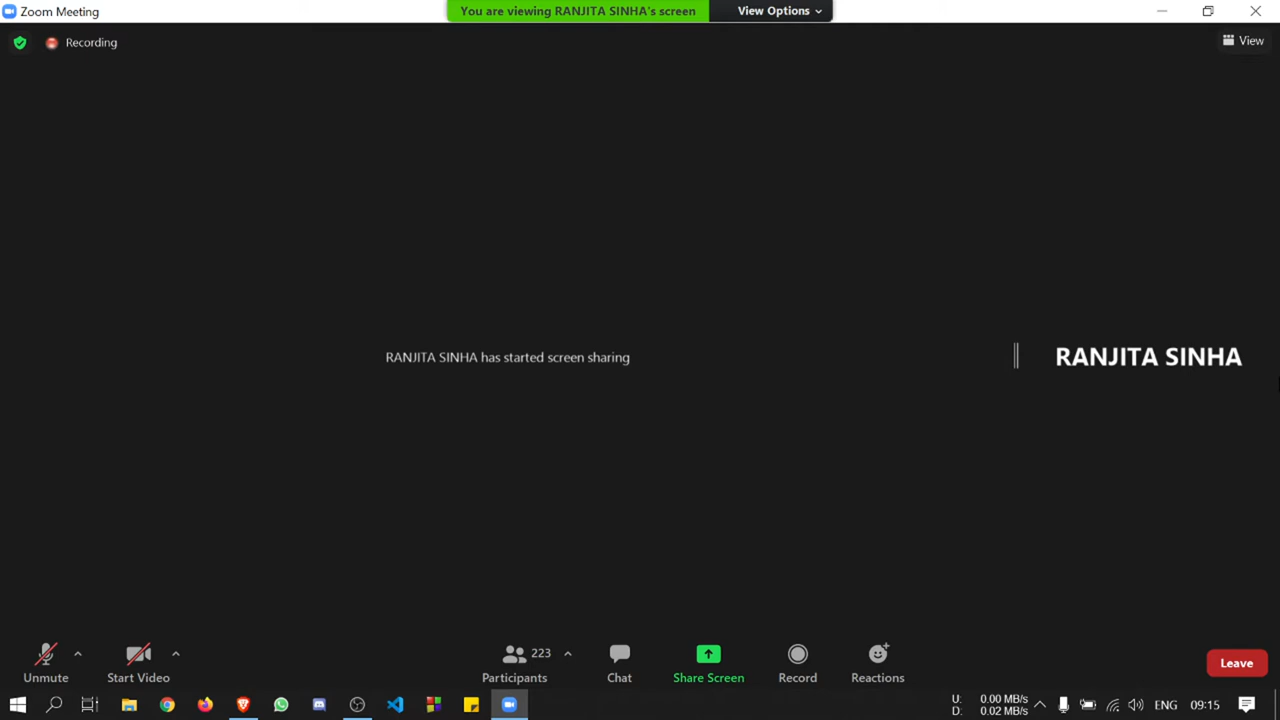 Zoom Meeting
You are viewing RANJITA SINHA's screen
View Options
Recording
View
RANJITA SINHA has started screen sharing
RANJITA SINHA
Unmute
Start Video
223
Participants
Chat
Share Screen
Record
Reactions
Leave
U: 0.00 MB/s
D: 0.02 MB/s
ENG
09:15